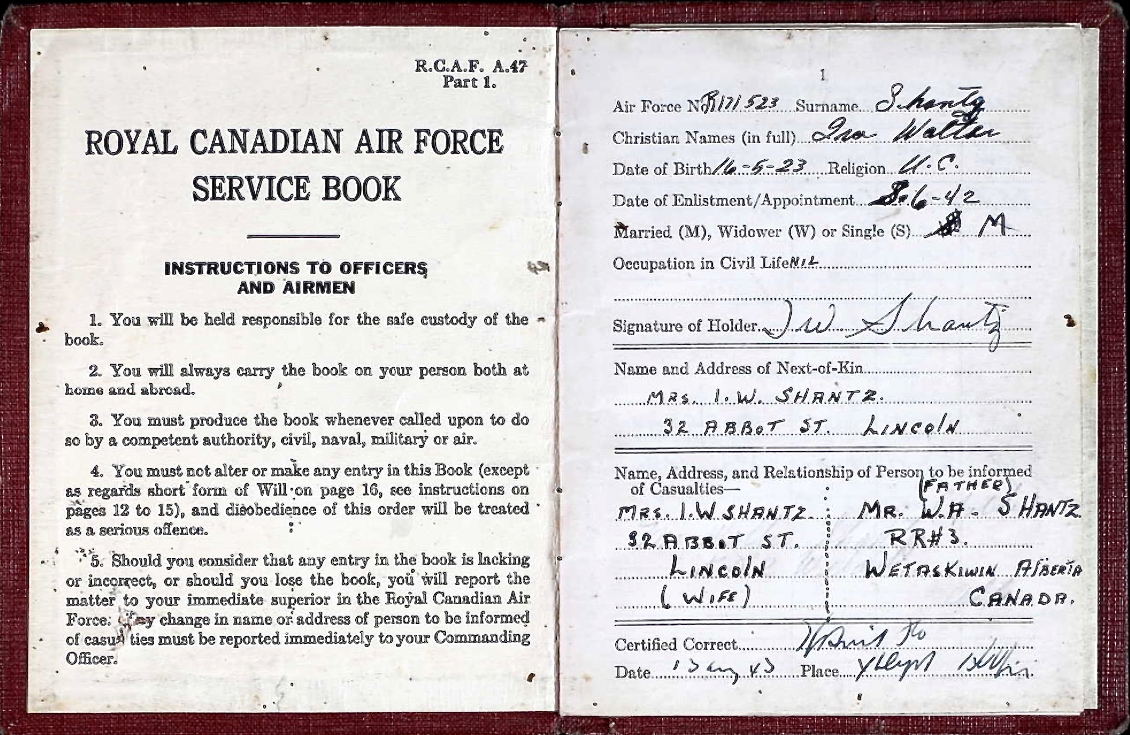 R.C.A.F. A.47
Part 1.
ROYAL CANADIAN AIR FORCE
SERVICE BOOK
INSTRUCTIONS TO OFFICERS
AND AIRMEN
1. You will be held responsible for the safe custody of the
book.
2. You will always carry the book on your person both at
home and abroad.
3. You must produce the book whenever called upon to do
so by a competent authority, civil, naval, military or air.
4. You must not alter or make any entry in this Book (except
as regards short form of Will on page 16, see instructions on
pages 12 to 15), and disobedience of this order will be treated
as a serious offence.
5. Should you consider that any entry in the book is lacking
or incorrect, or should you lose the book, you will report the
matter to your immediate superior in the Royal Canadian Air
Force. Any change in name or address of person to be informed
of casualties must be reported immediately to your Commanding
Officer.
1
Air Force No. R171523 Surname Shantz
Christian Names (in full) Ira Walter
Date of Birth 16-5-23 Religion U.C.
Date of Enlistment/Appointment 8-6-42
Married (M), Widower (W) or Single (S) M
Occupation in Civil Life NIL
Signature of Holder I W Shantz
Name and Address of Next-of-Kin
MRS. I. W. SHANTZ.
32 ABBOT ST. LINCOLN
Name, Address, and Relationship of Person to be informed
of Casualties— (FATHER)
MRS. I. W SHANTZ. MR. W.A. SHANTZ
32 ABBOT ST. RR#3.
LINCOLN WETASKIWIN ALBERTA
(WIFE) CANADA.
Certified Correct
Date 43 Place